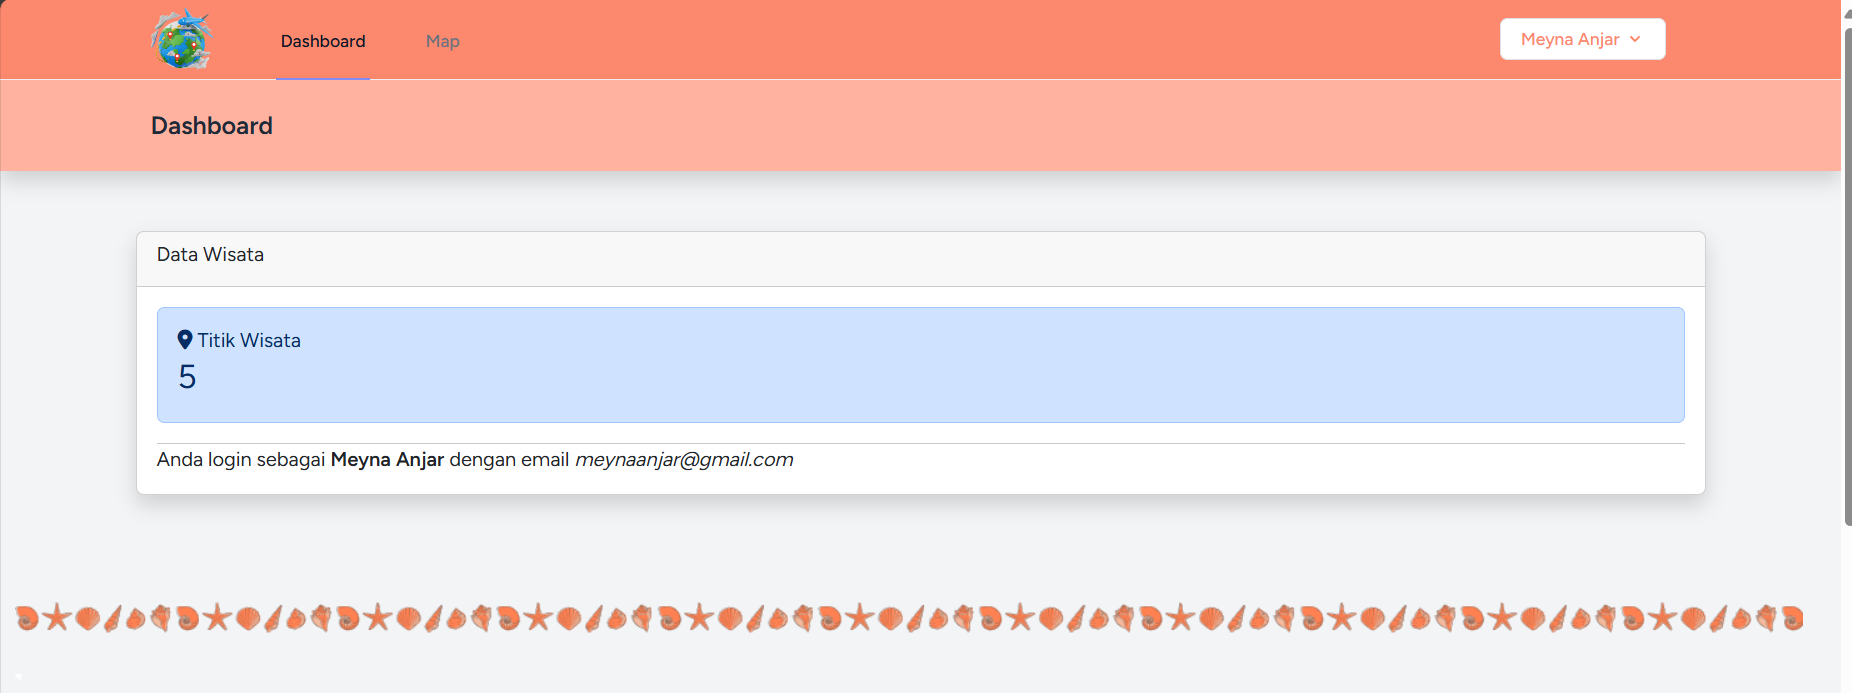 Dashboard
Map
Meyna Anjar
Dashboard
Data Wisata
Titik Wisata
5
Anda login sebagai Meyna Anjar dengan email meynaanjar@gmail.com